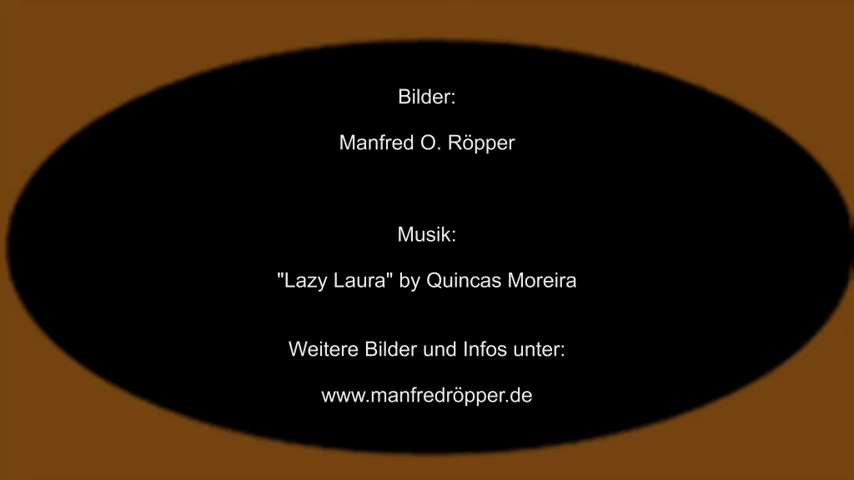 Bilder:
Manfred O. Röpper
Musik:
"Lazy Laura" by Quincas Moreira
Weitere Bilder und Infos unter:
www.manfredröpper.de